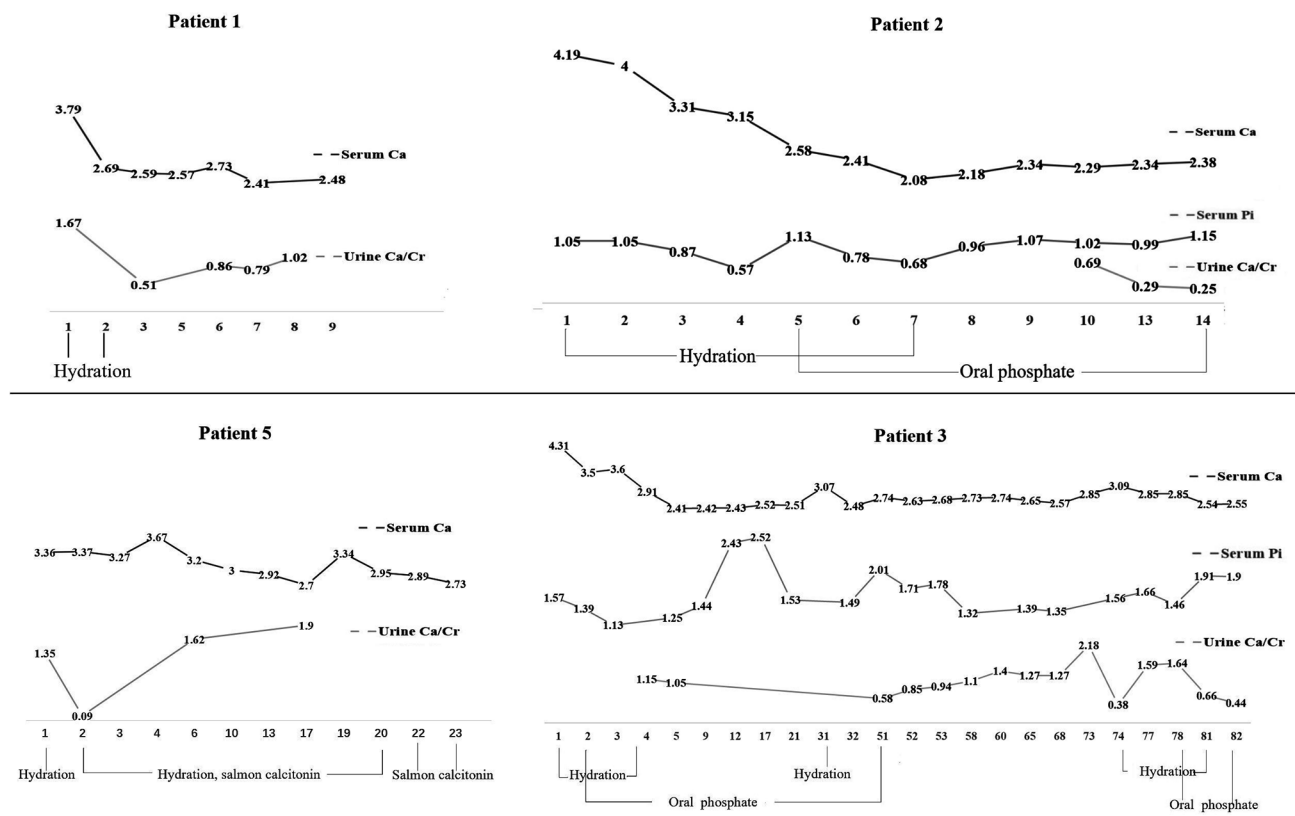 Patient 1
3.79
2.69 2.59 2.57 2.73 2.41 2.48
Serum Ca
1.67
0.51 0.86 0.79 1.02
Urine Ca/Cr
1 2 3 5 6 7 8 9
Hydration
Patient 2
4.19 4 3.31 3.15 2.58 2.41 2.08 2.18 2.34 2.29 2.34 2.38
Serum Ca
Serum Pi
1.05 1.05 0.87 0.57 1.13 0.78 0.68 0.96 1.07 1.02 0.99 1.15
Urine Ca/Cr
0.69 0.29 0.25
1 2 3 4 5 6 7 8 9 10 13 14
Hydration
Oral phosphate
Patient 5
Serum Ca
3.36 3.37 3.27 3.67 3.2 3 2.92 2.7 3.34 2.95 2.89 2.73
Urine Ca/Cr
1.35 0.09 1.62 1.9
1 2 3 4 6 10 13 17 19 20 22 23
Hydration Hydration, salmon calcitonin Salmon calcitonin
Patient 3
4.31 3.5 3.6 2.91 2.41 2.42 2.43 2.52 2.51 3.07 2.48 2.74 2.63 2.68 2.73 2.74 2.65 2.57 2.85 3.09 2.85 2.85 2.54 2.55
Serum Ca
Serum Pi
1.57 1.39 1.13 1.25 1.44 2.43 2.52 1.53 1.49 2.01 1.71 1.78 1.32 1.39 1.35 1.56 1.66 1.46 1.91 1.9
Urine Ca/Cr
1.15 1.05 0.58 0.85 0.94 1.1 1.4 1.27 1.27 2.18 0.38 1.59 1.64 0.66 0.44
1 2 3 4 5 9 12 17 21 31 32 51 52 53 58 60 65 68 73 74 77 78 81 82
Hydration Hydration Hydration
Oral phosphate Oral phosphate